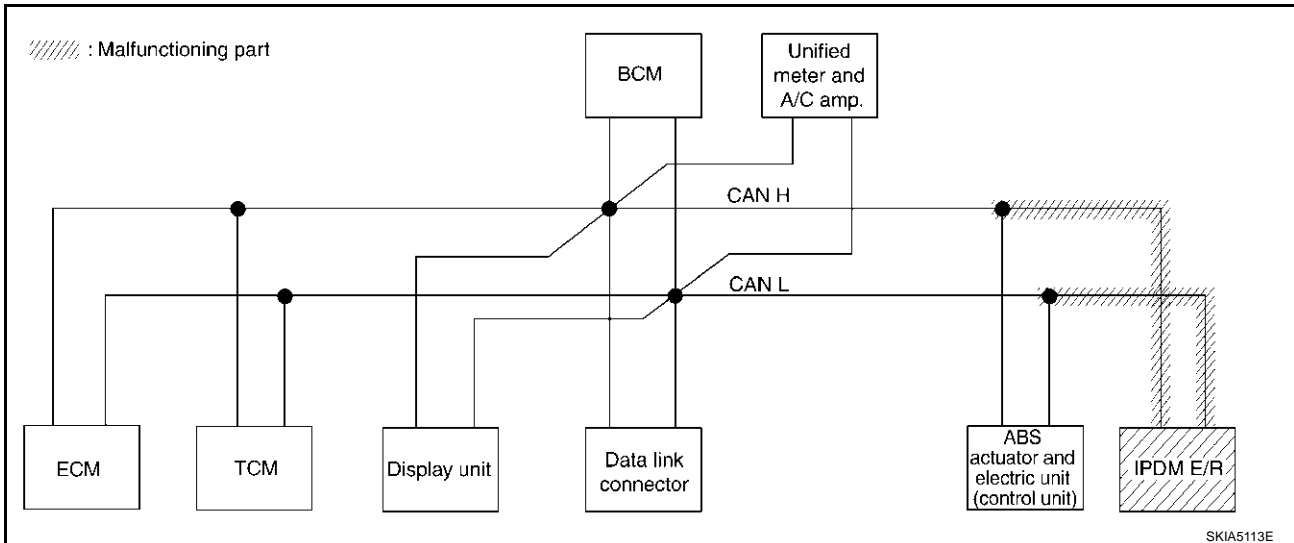 : Malfunctioning part
BCM
Unified
meter and
A/C amp.
CAN H
CAN L
ECM
TCM
Display unit
Data link
connector
ABS
actuator and
electric unit
(control unit)
IPDM E/R
SKIA5113E